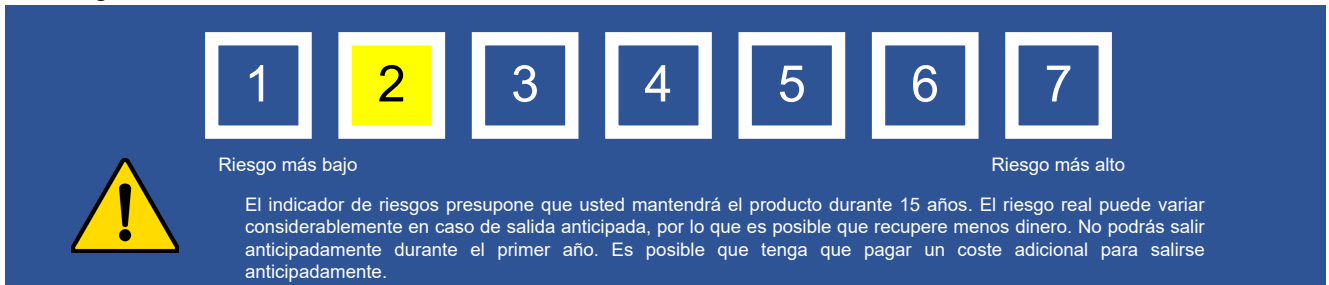 1 2 3 4 5 6 7
Riesgo más bajo Riesgo más alto
El indicador de riesgos presupone que usted mantendrá el producto durante 15 años. El riesgo real puede variar
considerablemente en caso de salida anticipada, por lo que es posible que recupere menos dinero. No podrás salir
anticipadamente durante el primer año. Es posible que tenga que pagar un coste adicional para salirse
anticipadamente.